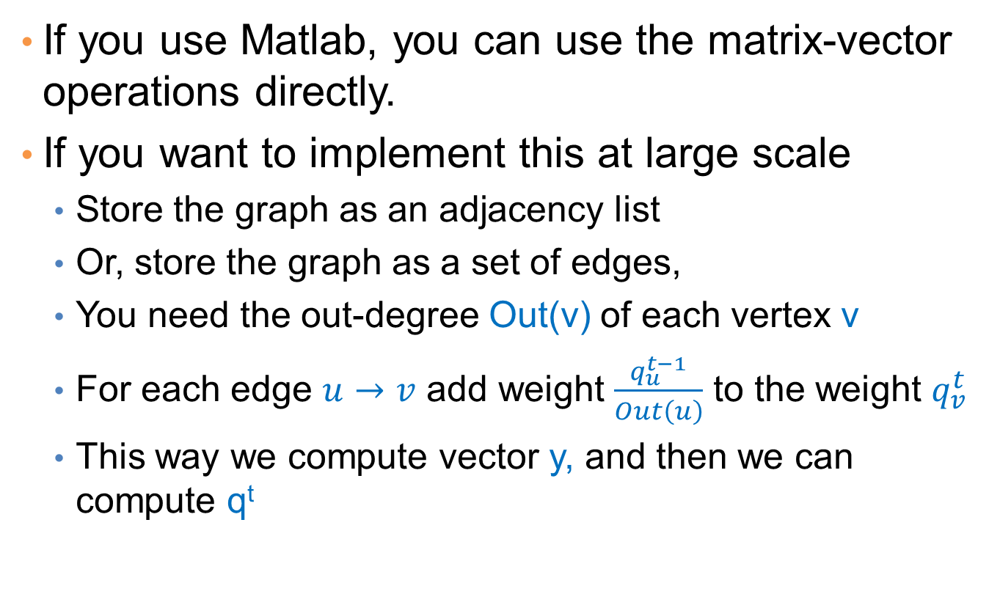 • If you use Matlab, you can use the matrix-vector
operations directly.
• If you want to implement this at large scale
• Store the graph as an adjacency list
• Or, store the graph as a set of edges,
• You need the out-degree Out(v) of each vertex v
• For each edge $u \rightarrow v$ add weight $\frac{q_u^{t-1}}{Out(u)}$ to the weight $q_v^t$
• This way we compute vector y, and then we can
compute qᵗ